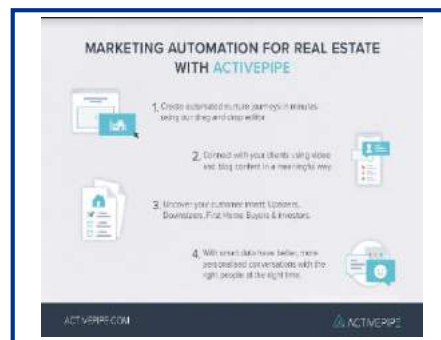 MARKETING AUTOMATION FOR REAL ESTATE
WITH ACTIVEPIPE
1. Create automated nurture journeys in minutes
using our drag and drop editor.
2. Connect with your clients using video
and blog content in a meaningful way.
3. Uncover your customer intent: Upsizers,
Downsizers, First Home Buyers & Investors.
4. With smart data have better, more
personalised conversations with the
right people at the right time.
ACTIVEPIPE.COM
ACTIVEPIPE